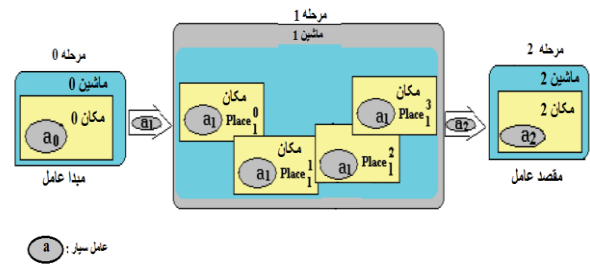 مرحله 0
ماشین 0
مکان 0
a0
مبدا عامل
a1
مرحله 1
ماشین 1
مکان
a1 Place 0 1
مکان
a1 Place 1 1
a1 Place 2 1
مکان
a1 Place 3 1
a2
مرحله 2
ماشین 2
مکان 2
a2
مقصد عامل
a عامل سیار :